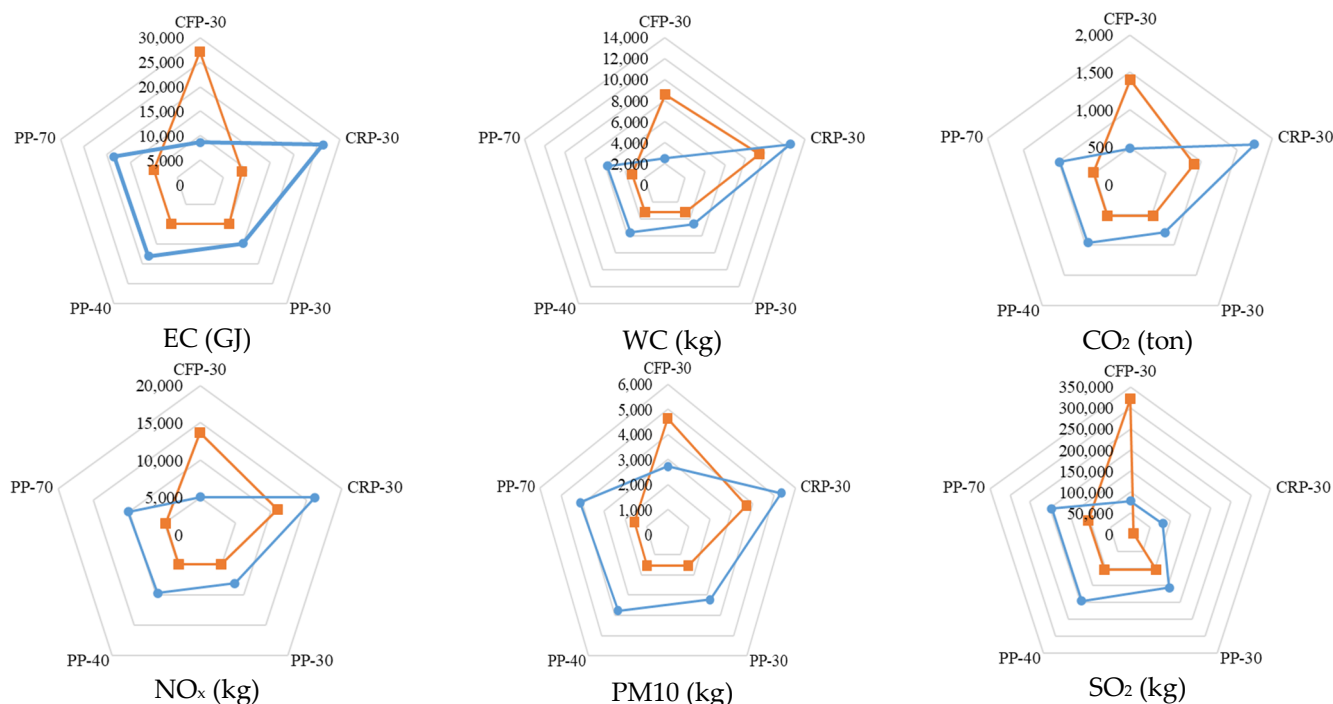 CFP-30
30,000
25,000
20,000
15,000
10,000
5,000
0
CRP-30
PP-30
PP-40
PP-70
EC (GJ)
CFP-30
14,000
12,000
10,000
8,000
6,000
4,000
2,000
0
CRP-30
PP-30
PP-40
PP-70
WC (kg)
CFP-30
2,000
1,500
1,000
500
0
CRP-30
PP-30
PP-40
PP-70
CO₂ (ton)
CFP-30
20,000
15,000
10,000
5,000
0
CRP-30
PP-30
PP-40
PP-70
NOₓ (kg)
CFP-30
6,000
5,000
4,000
3,000
2,000
1,000
0
CRP-30
PP-30
PP-40
PP-70
PM10 (kg)
CFP-30
350,000
300,000
250,000
200,000
150,000
100,000
50,000
0
CRP-30
PP-30
PP-40
PP-70
SO₂ (kg)